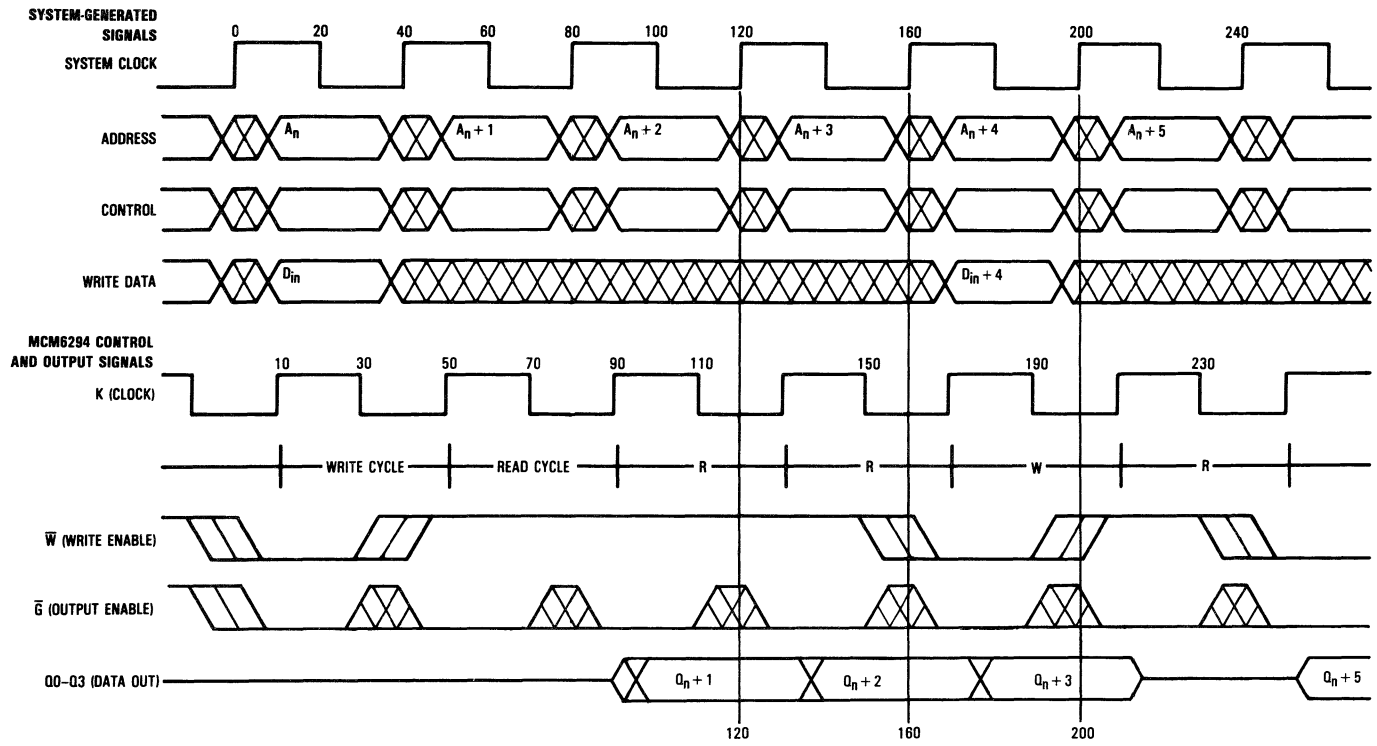 SYSTEM-GENERATED
SIGNALS
0 20 40 60 80 100 120 160 200 240
SYSTEM CLOCK
ADDRESS
An An + 1 An + 2 An + 3 An + 4 An + 5
CONTROL
WRITE DATA
Din Din + 4
MCM6294 CONTROL
AND OUTPUT SIGNALS
10 30 50 70 90 110 150 190 230
K (CLOCK)
WRITE CYCLE READ CYCLE R R W R
W̅ (WRITE ENABLE)
G̅ (OUTPUT ENABLE)
Q0–Q3 (DATA OUT)
Qn + 1 Qn + 2 Qn + 3 Qn + 5
120 160 200